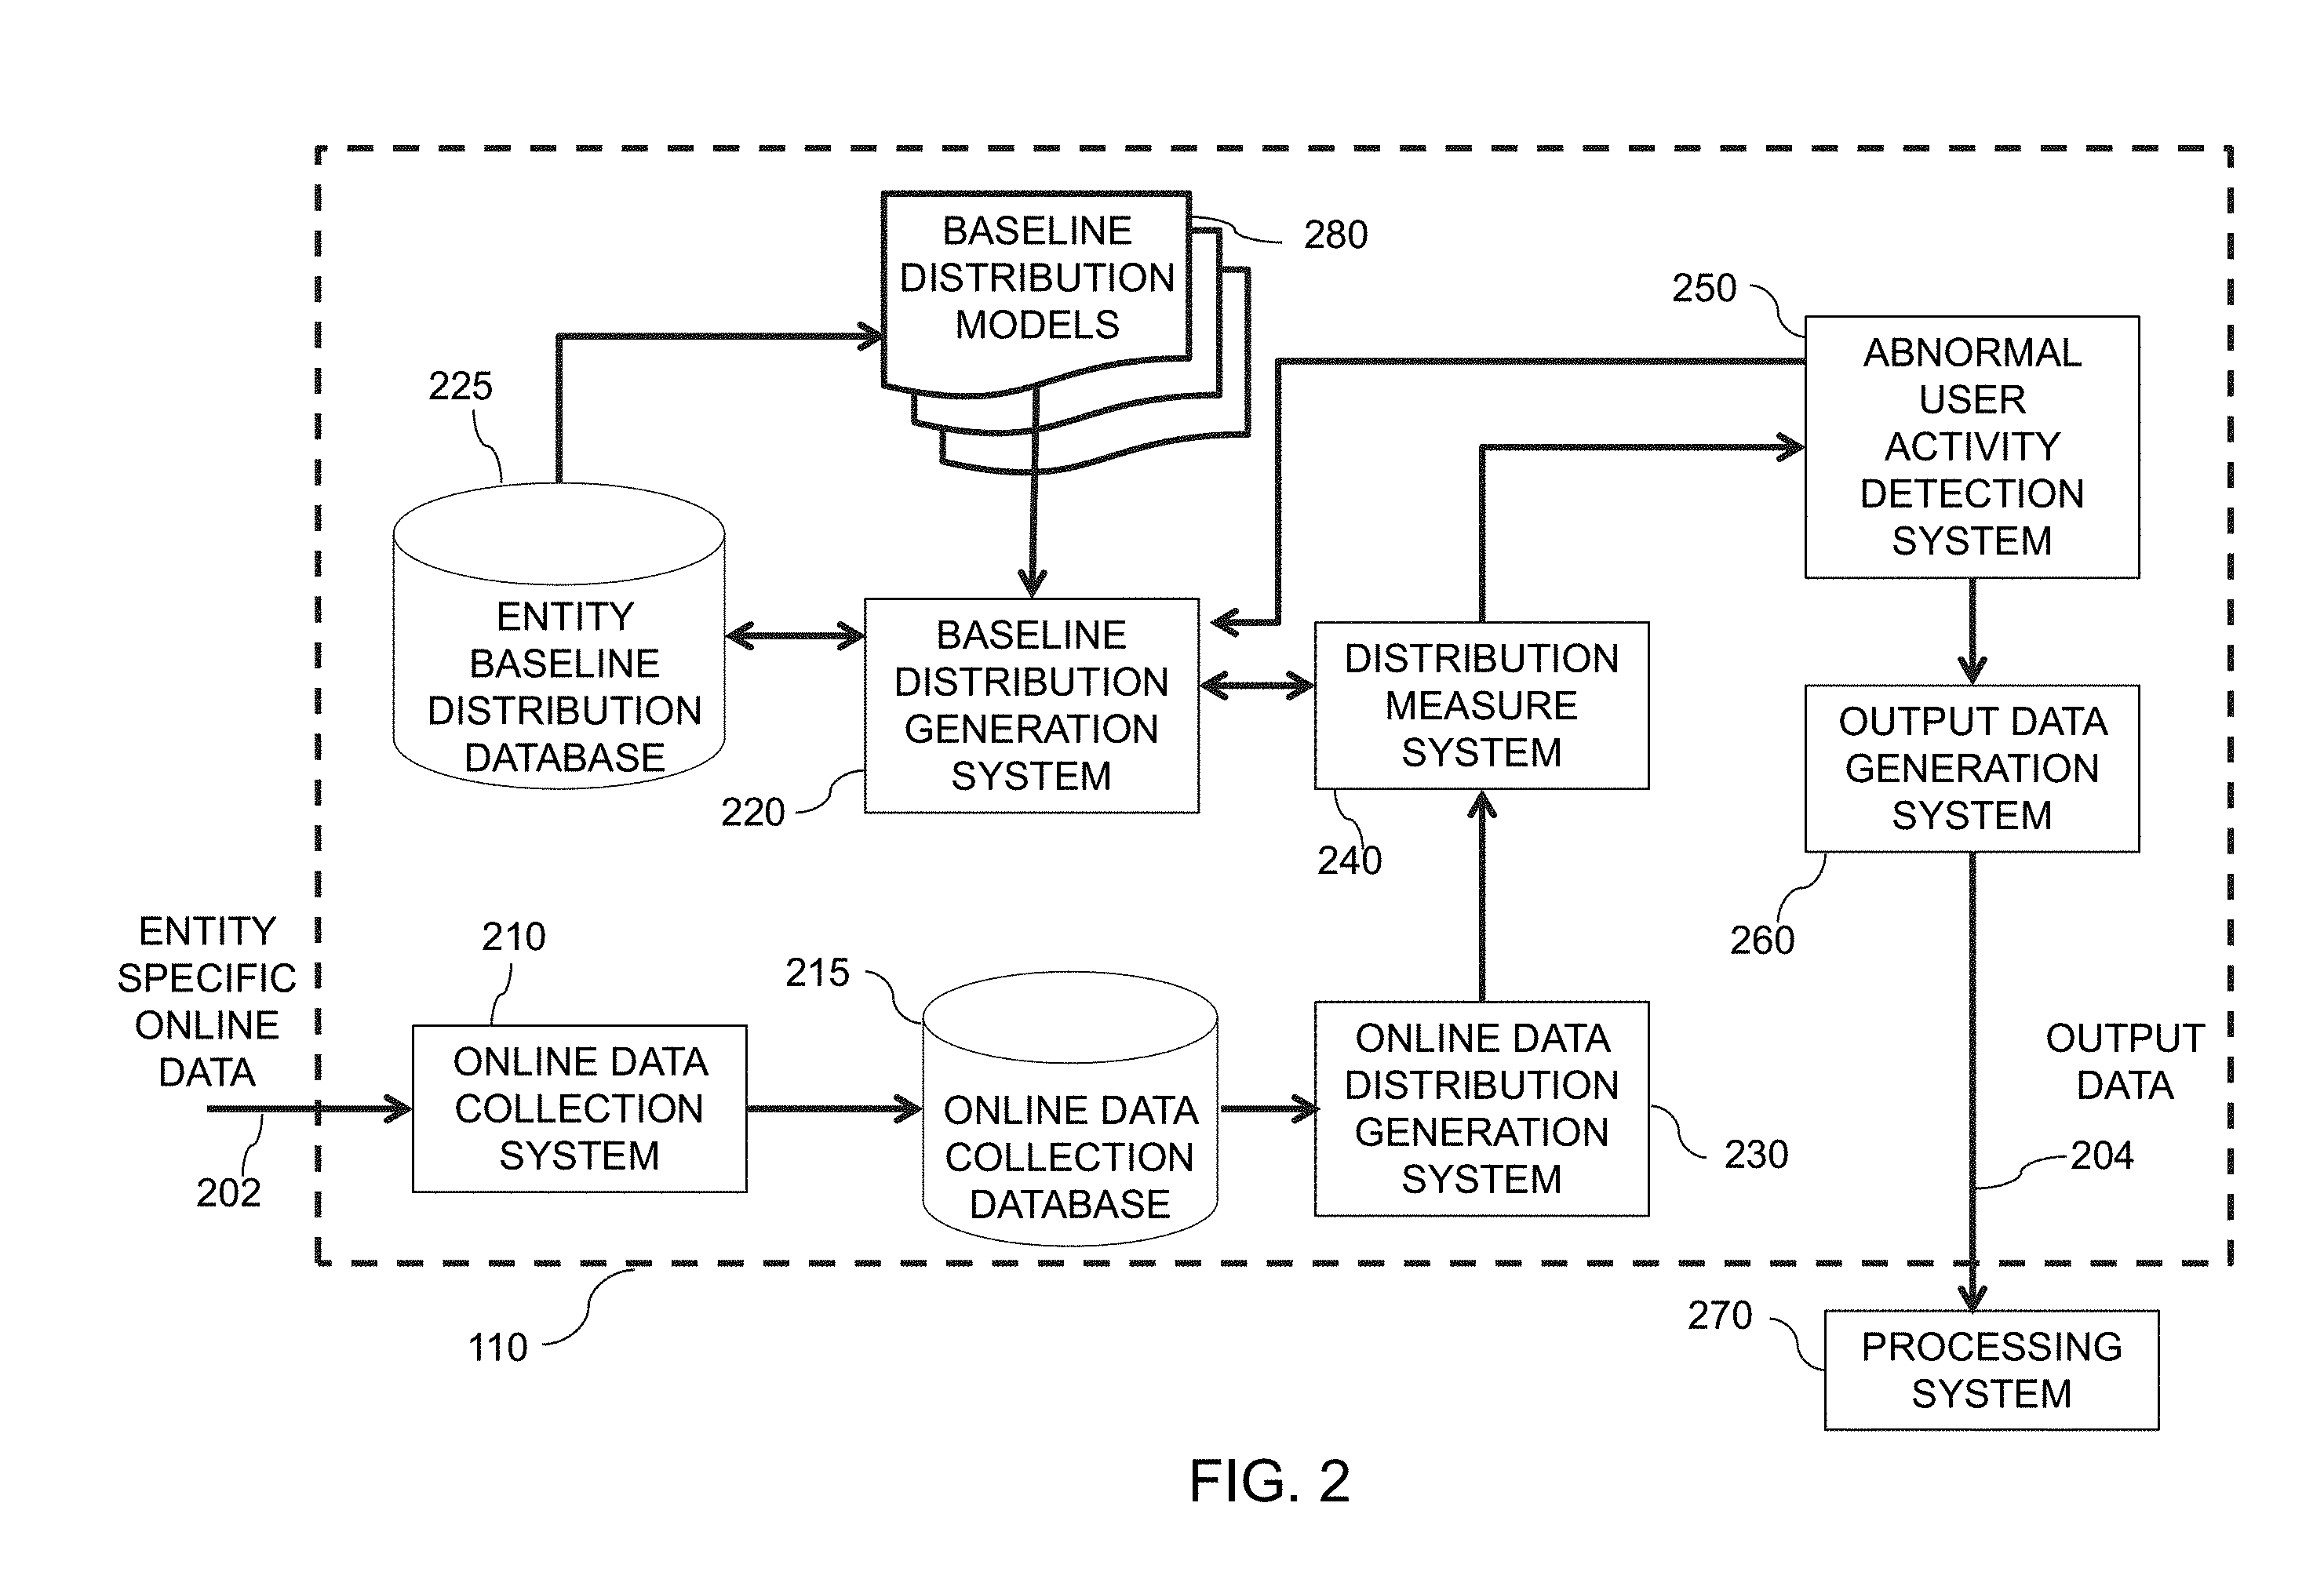 BASELINE
DISTRIBUTION
MODELS
280
250
ABNORMAL
USER
ACTIVITY
DETECTION
SYSTEM
225
ENTITY
BASELINE
DISTRIBUTION
DATABASE
BASELINE
DISTRIBUTION
GENERATION
SYSTEM
220
DISTRIBUTION
MEASURE
SYSTEM
240
OUTPUT DATA
GENERATION
SYSTEM
260
ENTITY
SPECIFIC
ONLINE
DATA
202
210
ONLINE DATA
COLLECTION
SYSTEM
215
ONLINE DATA
COLLECTION
DATABASE
ONLINE DATA
DISTRIBUTION
GENERATION
SYSTEM
230
OUTPUT
DATA
204
110
270
PROCESSING
SYSTEM
FIG. 2